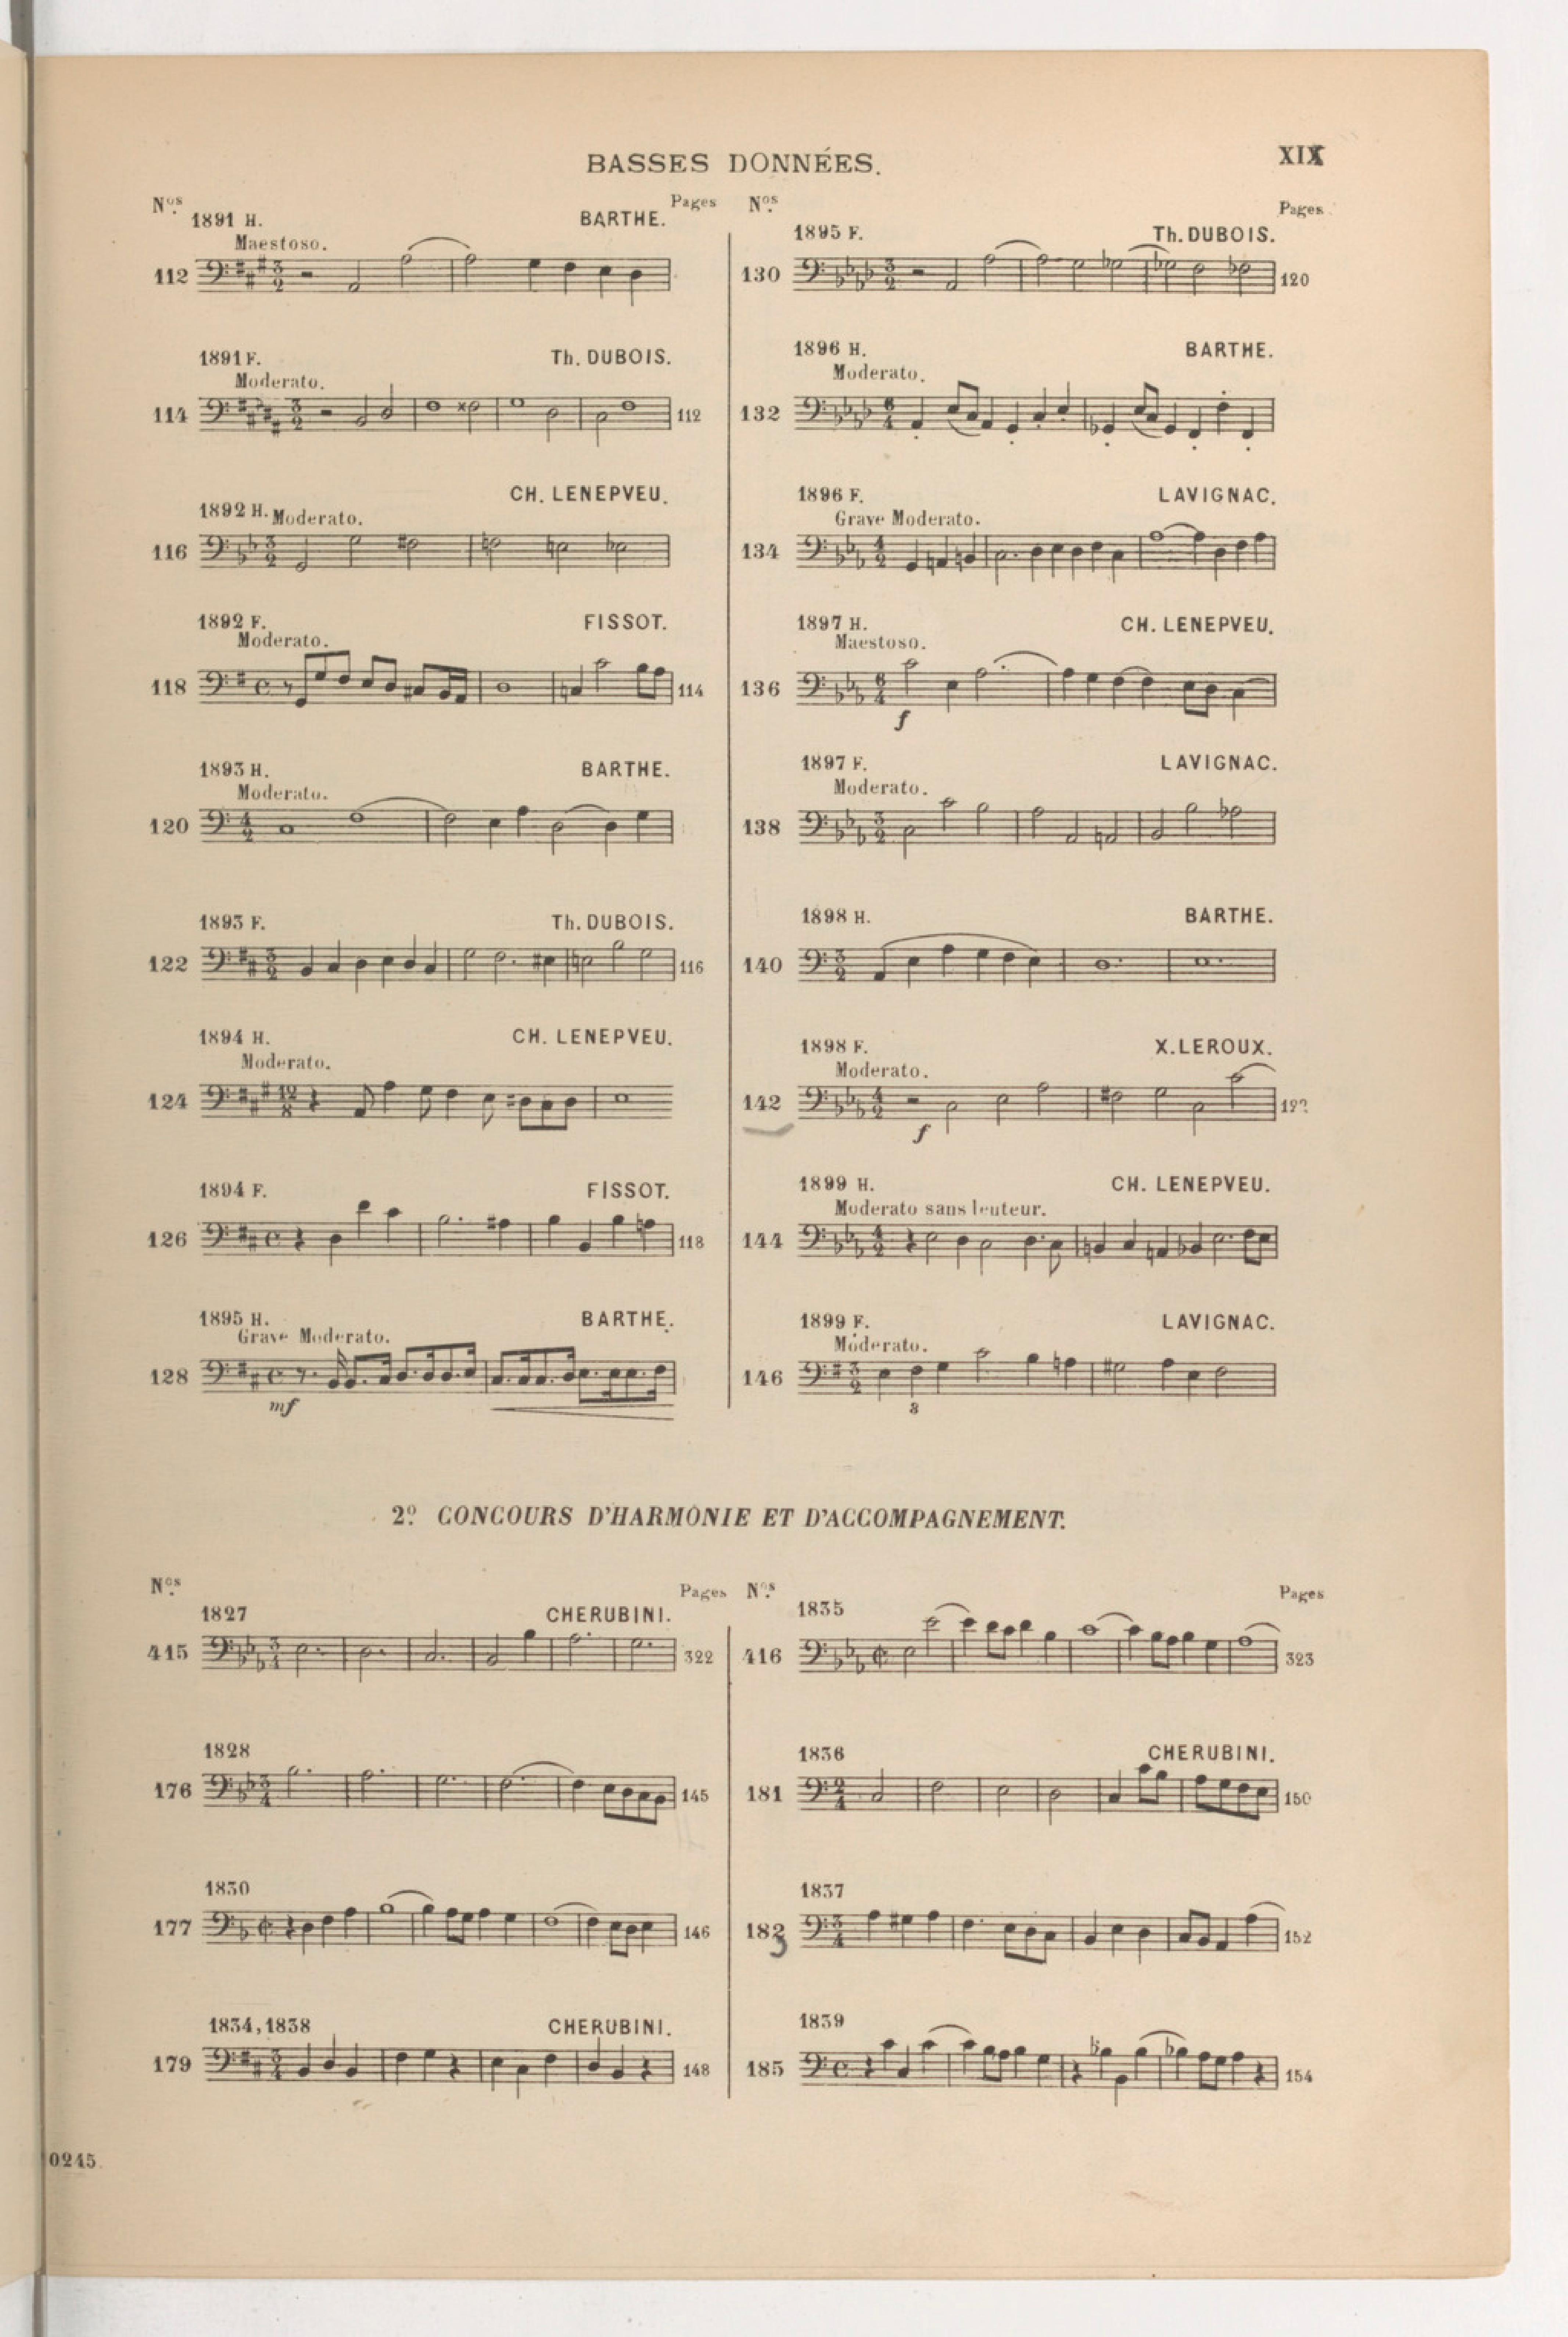 BASSES DONNÉES.
XIX
Nos
Pages
1891 H.
BARTHE.
Maestoso.
112
1891 F.
Th. DUBOIS.
Moderato.
114
112
CH. LENEPVEU.
1892 H. Moderato.
116
1892 F.
FISSOT.
Moderato.
118
114
1893 H.
BARTHE.
Moderato.
120
1893 F.
Th. DUBOIS.
122
116
1894 H.
CH. LENEPVEU.
Moderato.
124
1894 F.
FISSOT.
126
118
1895 H.
BARTHE.
Grave Moderato.
128
mf
Nos
Pages
1895 F.
Th. DUBOIS.
130
120
1896 H.
BARTHE.
Moderato.
132
1896 F.
LAVIGNAC.
Grave Moderato.
134
1897 H.
CH. LENEPVEU.
Maestoso.
136
f
1897 F.
LAVIGNAC.
Moderato.
138
1898 H.
BARTHE.
140
1898 F.
X. LEROUX.
Moderato.
142
f
1899 H.
CH. LENEPVEU.
Moderato sans lenteur.
144
1899 F.
LAVIGNAC.
Moderato.
146
8
2º CONCOURS D'HARMONIE ET D'ACCOMPAGNEMENT.
Nos
Pages
1827
CHERUBINI.
415
322
1828
176
145
1830
177
146
1834, 1838
CHERUBINI.
179
148
Nos
Pages
1835
416
323
1836
CHERUBINI.
181
150
1837
183
152
1839
185
154
0245